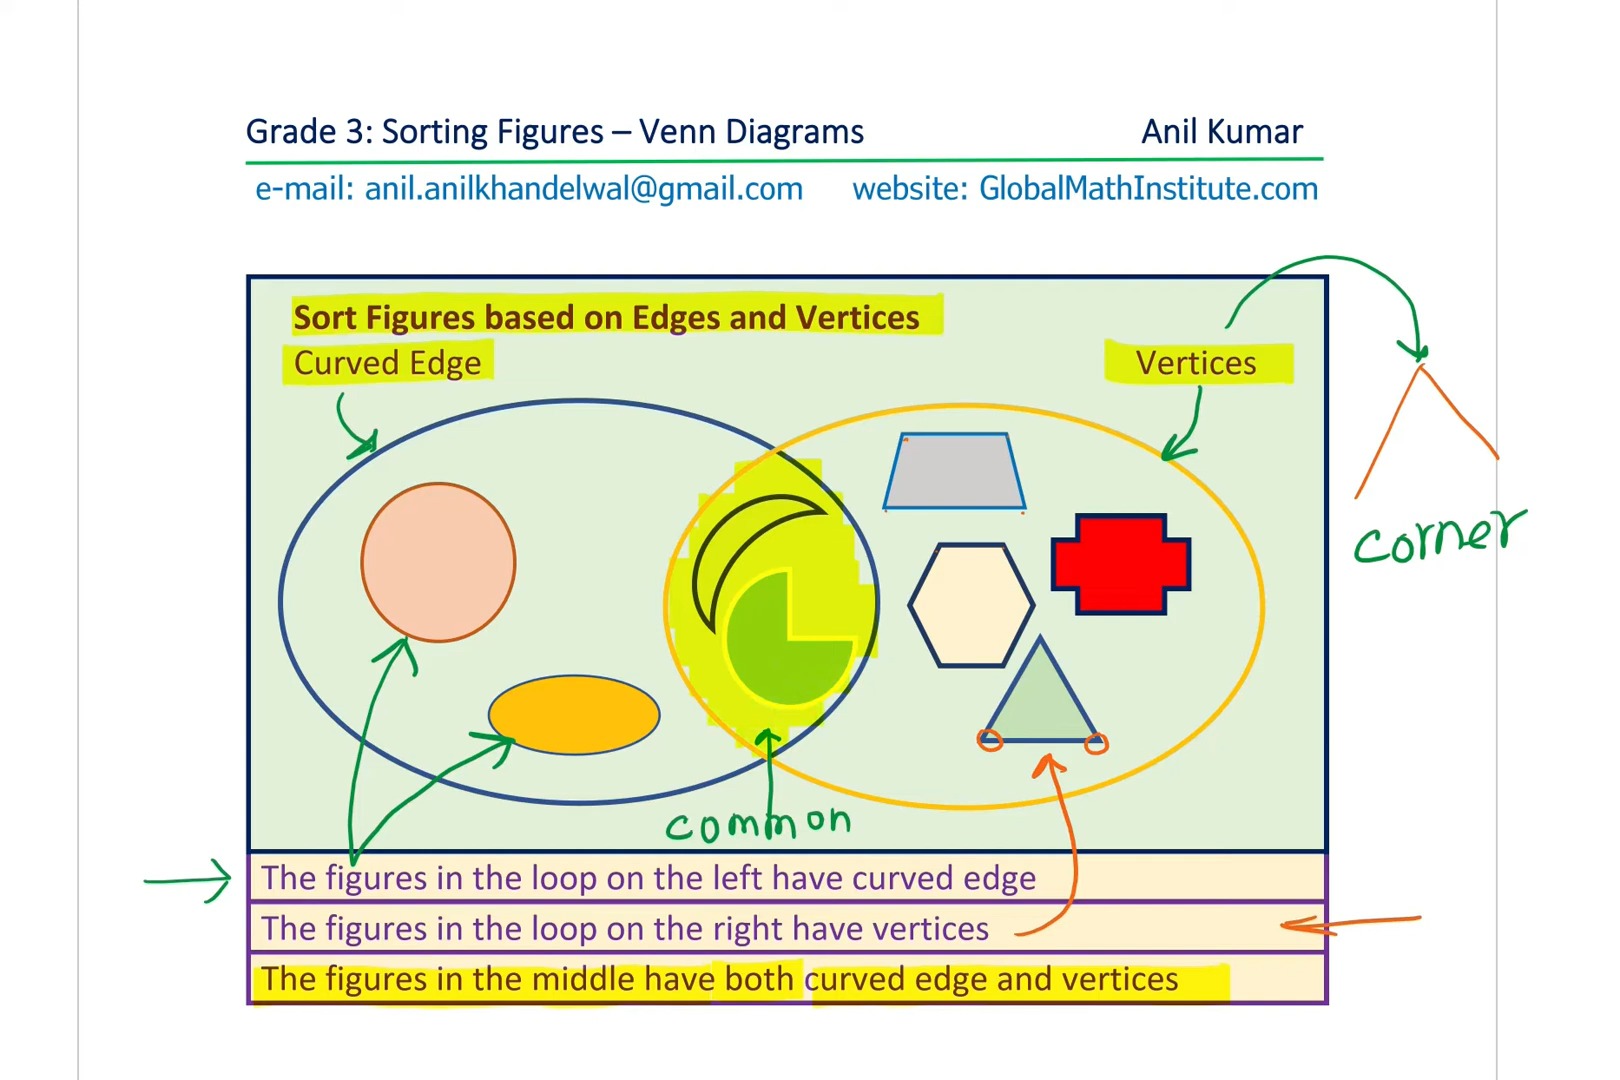 Grade 3: Sorting Figures – Venn Diagrams Anil Kumar
e-mail: anil.anilkhandelwal@gmail.com website: GlobalMathInstitute.com
Sort Figures based on Edges and Vertices
Curved Edge Vertices
corner
common
The figures in the loop on the left have curved edge
The figures in the loop on the right have vertices
The figures in the middle have both curved edge and vertices